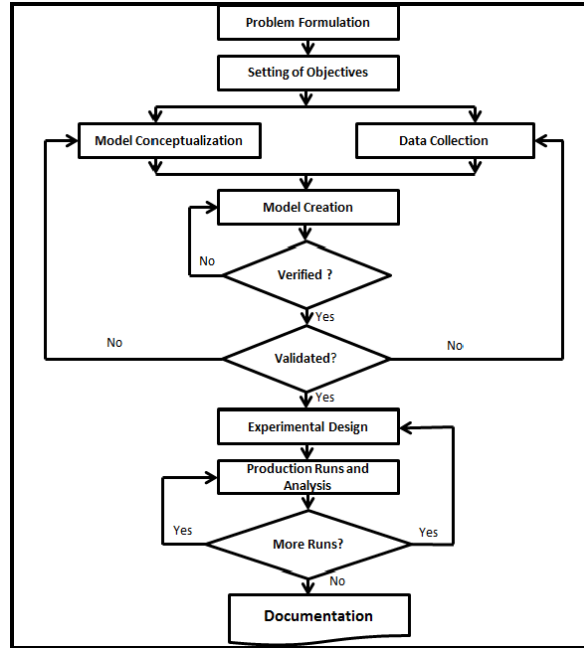 Problem Formulation
Setting of Objectives
Model Conceptualization
Data Collection
Model Creation
No
Verified ?
Yes
No
Validated?
No
Yes
Experimental Design
Production Runs and
Analysis
Yes
More Runs?
Yes
No
Documentation